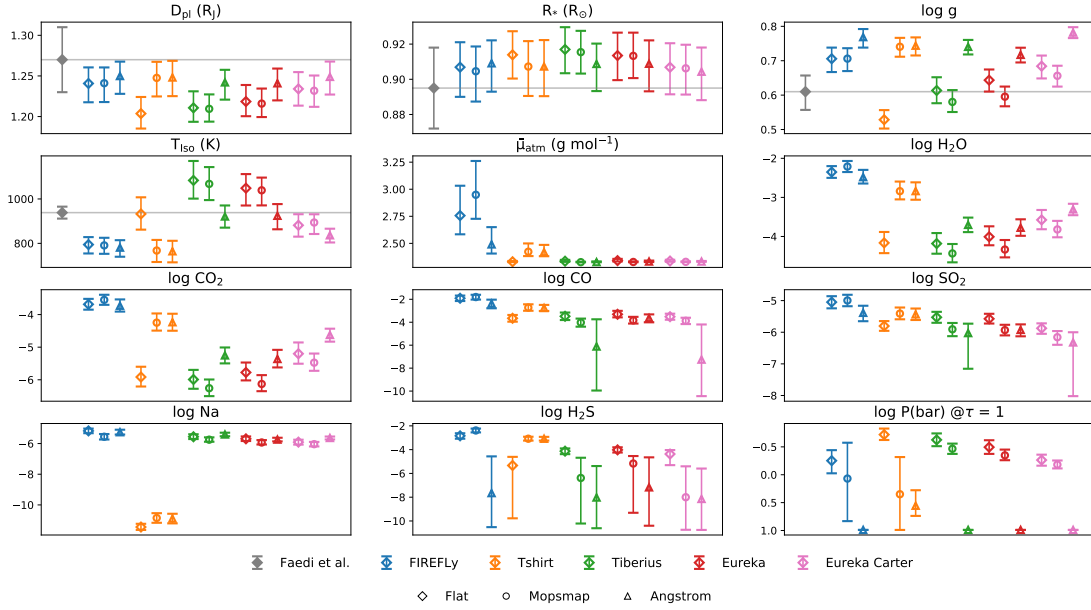 D_pl (R_J)
R_* (R_⊙)
log g
1.30
1.25
1.20
0.92
0.90
0.88
0.8
0.7
0.6
0.5
T_Iso (K)
μ̄_atm (g mol⁻¹)
log H₂O
1000
800
3.25
3.00
2.75
2.50
−2
−3
−4
log CO₂
log CO
log SO₂
−4
−5
−6
−2
−4
−6
−8
−10
−5
−6
−7
−8
log Na
log H₂S
log P(bar) @τ = 1
−6
−8
−10
−2
−4
−6
−8
−10
−0.5
0.0
0.5
1.0
Faedi et al.
FIREFLy
Tshirt
Tiberius
Eureka
Eureka Carter
Flat
Mopsmap
Angstrom